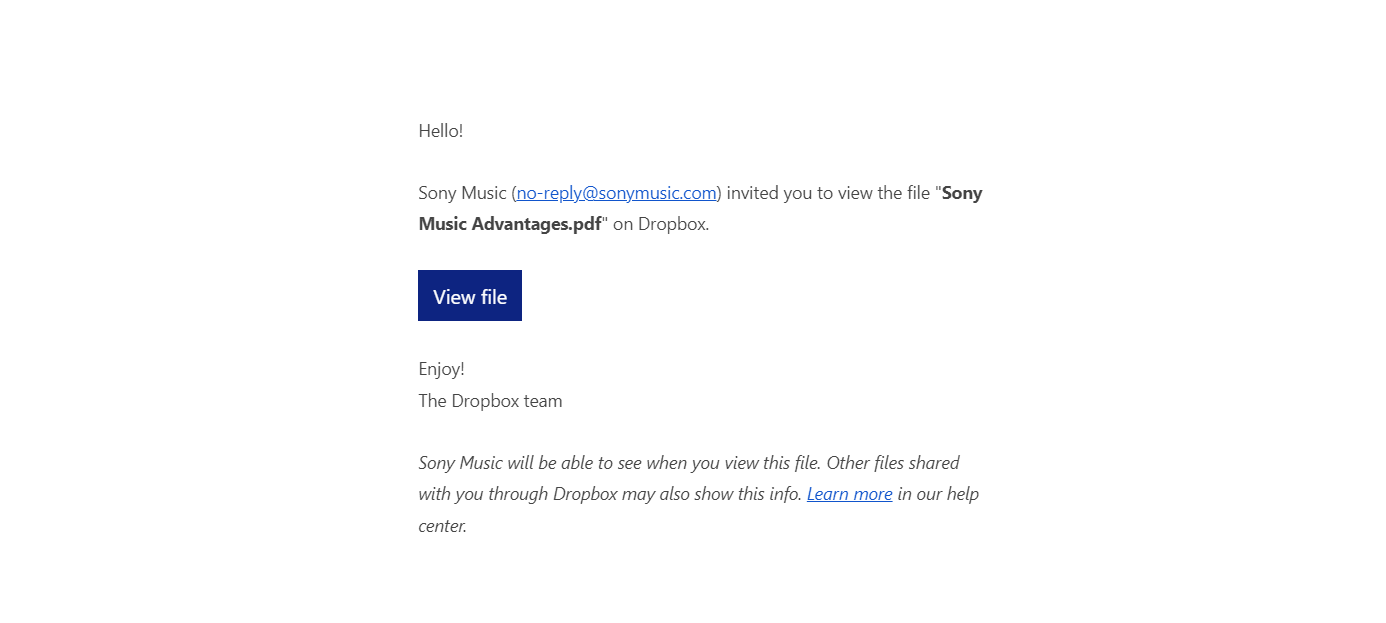 Hello!
Sony Music (no-reply@sonymusic.com) invited you to view the file "Sony
Music Advantages.pdf" on Dropbox.
View file
Enjoy!
The Dropbox team
Sony Music will be able to see when you view this file. Other files shared
with you through Dropbox may also show this info. Learn more in our help
center.